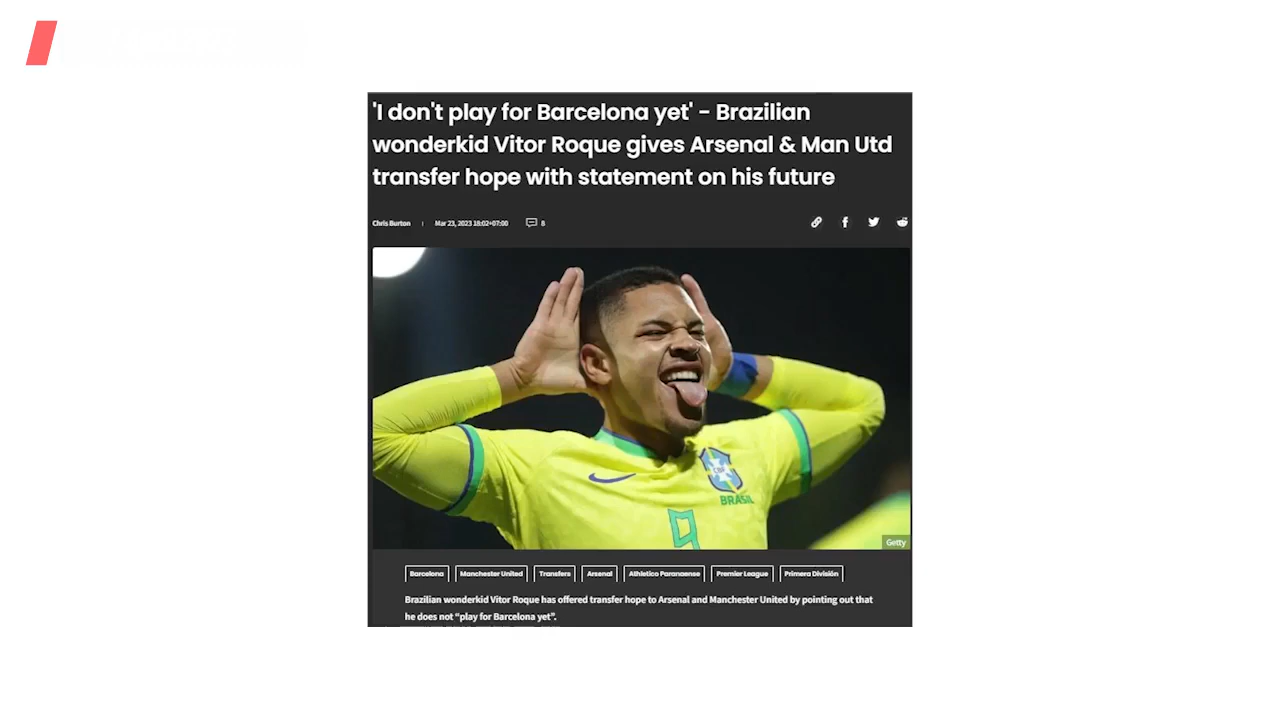 'I don't play for Barcelona yet' - Brazilian
wonderkid Vitor Roque gives Arsenal & Man Utd
transfer hope with statement on his future
Chris Burton | Mar 23, 2023 18:02+07:00 8
9
BRASIL
Getty
Barcelona Manchester United Transfers Arsenal Athletico Paranaense Premier League Primera División
Brazilian wonderkid Vitor Roque has offered transfer hope to Arsenal and Manchester United by pointing out that
he does not "play for Barcelona yet".